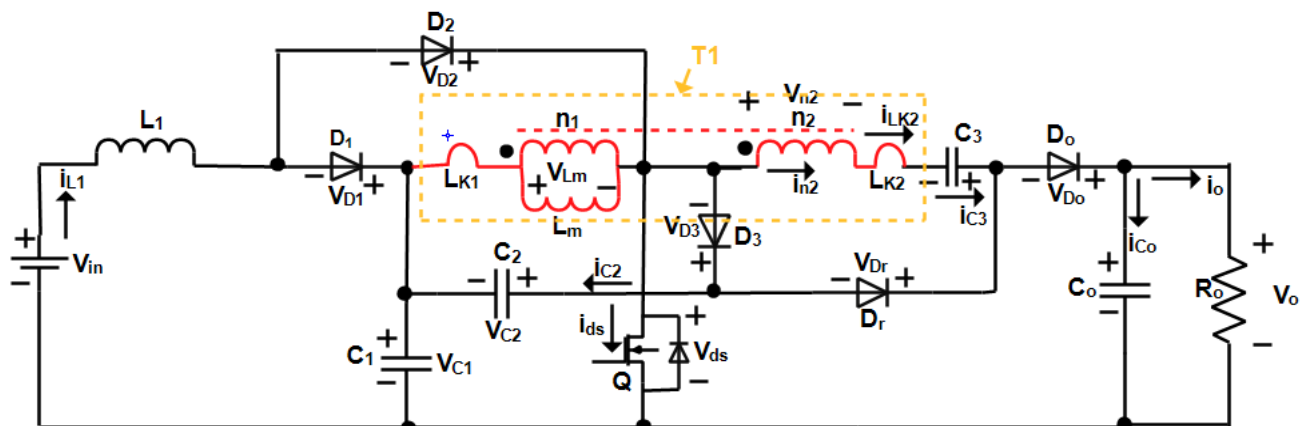 D2
T1
VD2
Vn2
iLK2
L1
n1
n2
C3
D1
Do
iL1
VD1
LK1
VLm
in2
LK2
VDo
io
Lm
iC3
VD3
D3
iCo
Vin
C2
iC2
VDr
Co
Ro
Vo
VC2
ids
Dr
C1
VC1
Vds
Q